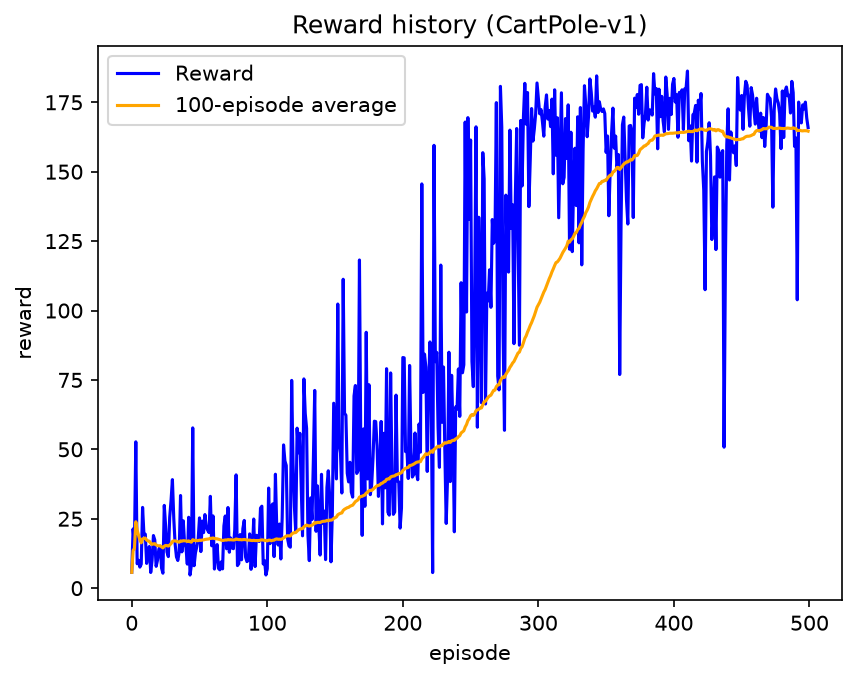 Reward history (CartPole-v1)
Reward
100-episode average
175
150
125
100
75
50
25
0
reward
0 100 200 300 400 500
episode